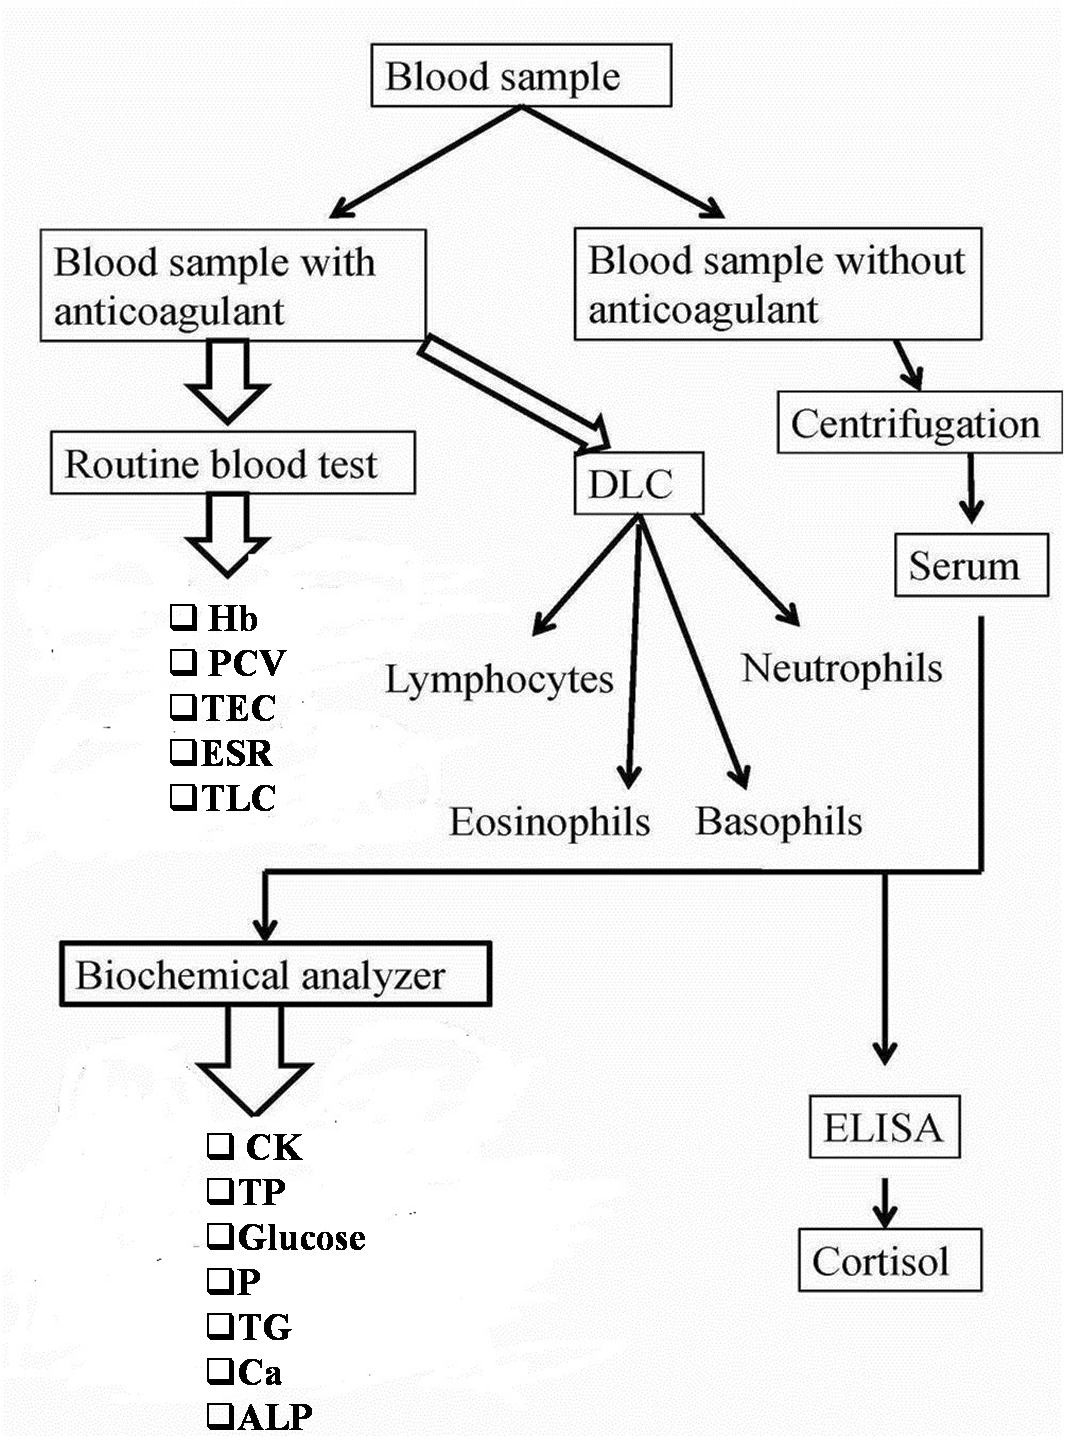 Blood sample
Blood sample with
anticoagulant
Blood sample without
anticoagulant
Centrifugation
Routine blood test
DLC
Serum
Hb
PCV
TEC
ESR
TLC
Lymphocytes
Neutrophils
Eosinophils
Basophils
Biochemical analyzer
CK
TP
Glucose
P
TG
Ca
ALP
ELISA
Cortisol